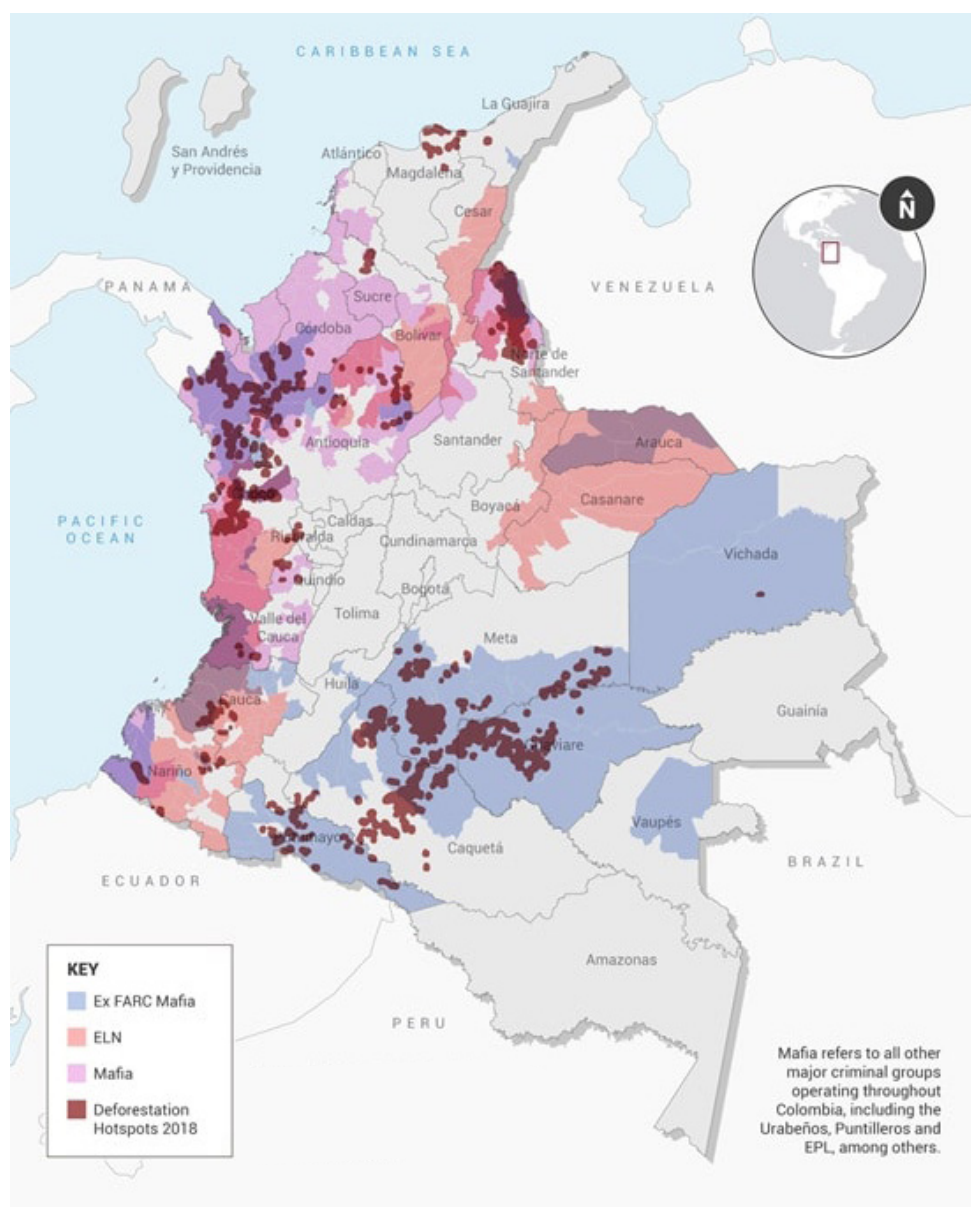 CARIBBEAN SEA
La Guajira
San Andrés
y Providencia
Atlántico
Magdalena
Cesar
N
PANAMA
VENEZUELA
Sucre
Córdoba
Bolívar
Norte de
Santander
Antioquia
Santander
Arauca
Boyacá
Casanare
PACIFIC
OCEAN
Caldas
Risaralda
Cundinamarca
Vichada
Quindio
Bogotá
Tolima
Valle del
Cauca
Meta
Huila
Cauca
Guainía
Guaviare
Nariño
Vaupés
Putumayo
Caquetá
BRAZIL
ECUADOR
Amazonas
PERU
KEY
Ex FARC Mafia
ELN
Mafia
Deforestation
Hotspots 2018
Mafia refers to all other
major criminal groups
operating throughout
Colombia, including the
Urabeños, Puntilleros and
EPL, among others.